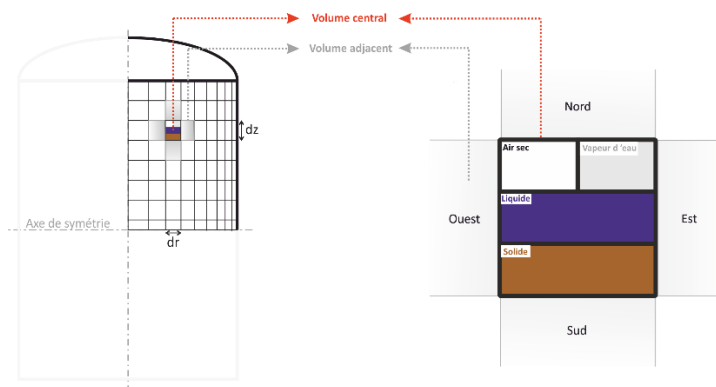 Volume central
Volume adjacent
dz
Axe de symétrie
dr
Nord
Air sec
Vapeur d 'eau
Liquide
Ouest
Est
Solide
Sud